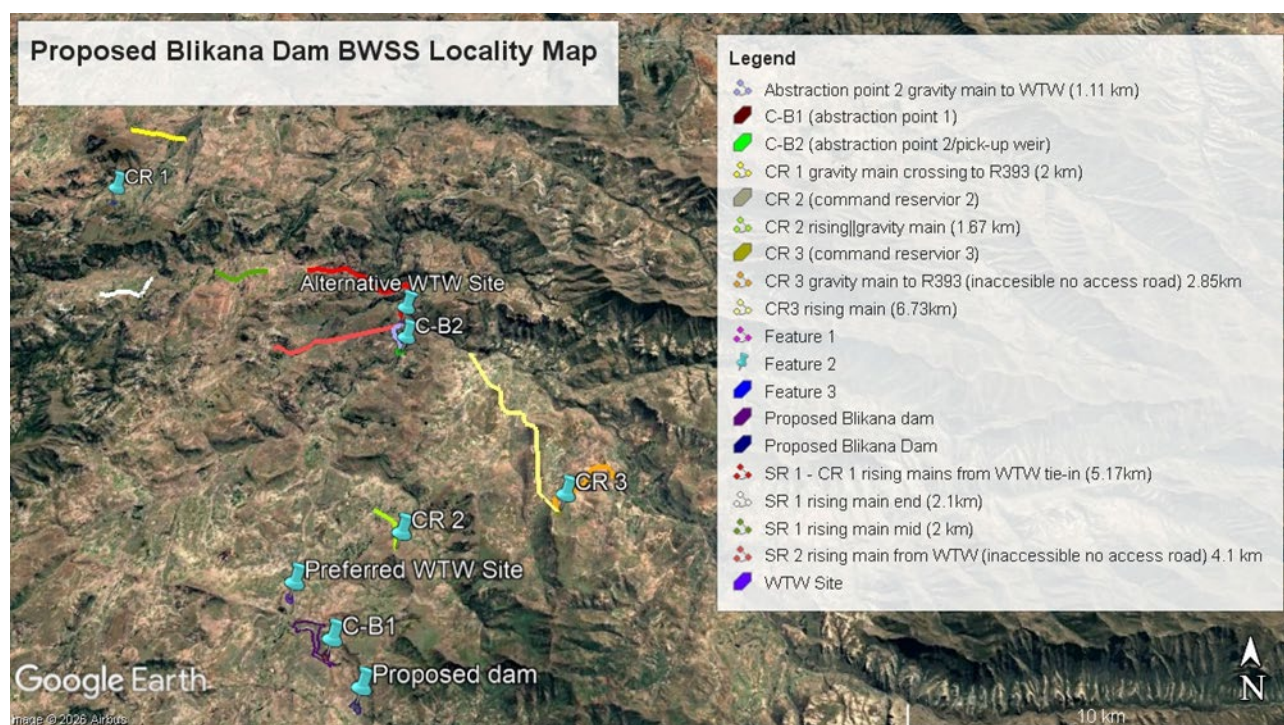 Proposed Blikana Dam BWSS Locality Map
Legend
Abstraction point 2 gravity main to WTW (1.11 km)
C-B1 (abstraction point 1)
C-B2 (abstraction point 2/pick-up weir)
CR 1 gravity main crossing to R393 (2 km)
CR 2 (command reservior 2)
CR 2 rising||gravity main (1.67 km)
CR 3 (command reservior 3)
CR 3 gravity main to R393 (inaccesible no access road) 2.85km
CR3 rising main (6.73km)
Feature 1
Feature 2
Feature 3
Proposed Blikana dam
Proposed Blikana Dam
SR 1 - CR 1 rising mains from WTW tie-in (5.17km)
SR 1 rising main end (2.1km)
SR 1 rising main mid (2 km)
SR 2 rising main from WTW (inaccessible no access road) 4.1 km
WTW Site
CR 1
Alternative WTW Site
C-B2
CR 3
CR 2
Preferred WTW Site
C-B1
Proposed dam
Google Earth
Image © 2026 Airbus
10 km
N